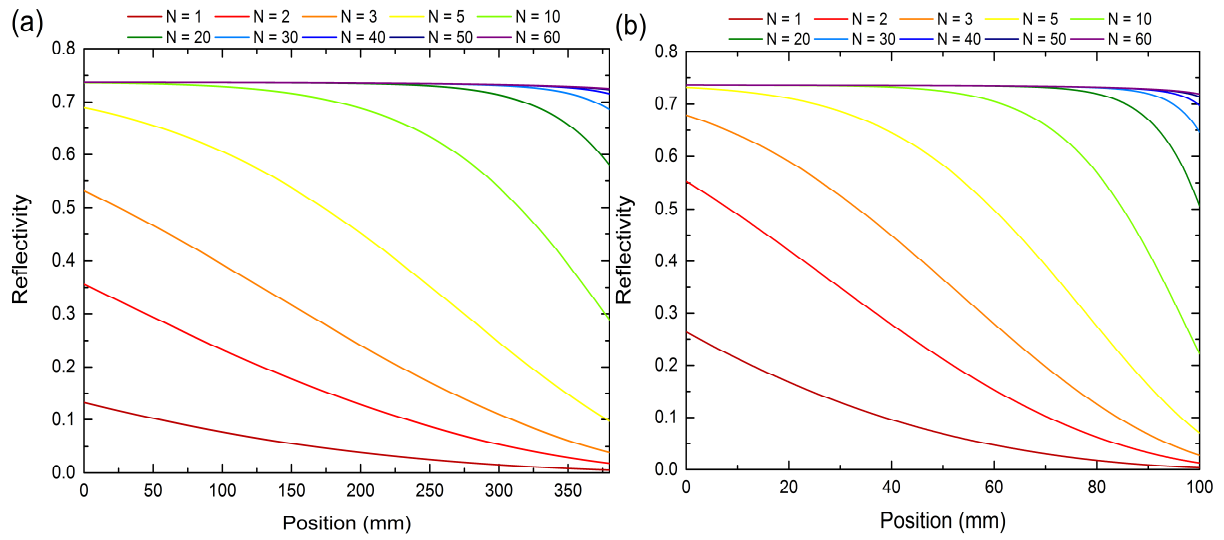 (a)
N = 1 N = 2 N = 3 N = 5 N = 10
N = 20 N = 30 N = 40 N = 50 N = 60
0.8
0.7
0.6
0.5
0.4
0.3
0.2
0.1
0.0
Reflectivity
0 50 100 150 200 250 300 350
Position (mm)
(b)
N = 1 N = 2 N = 3 N = 5 N = 10
N = 20 N = 30 N = 40 N = 50 N = 60
0.8
0.7
0.6
0.5
0.4
0.3
0.2
0.1
0.0
Reflectivity
0 20 40 60 80 100
Position (mm)